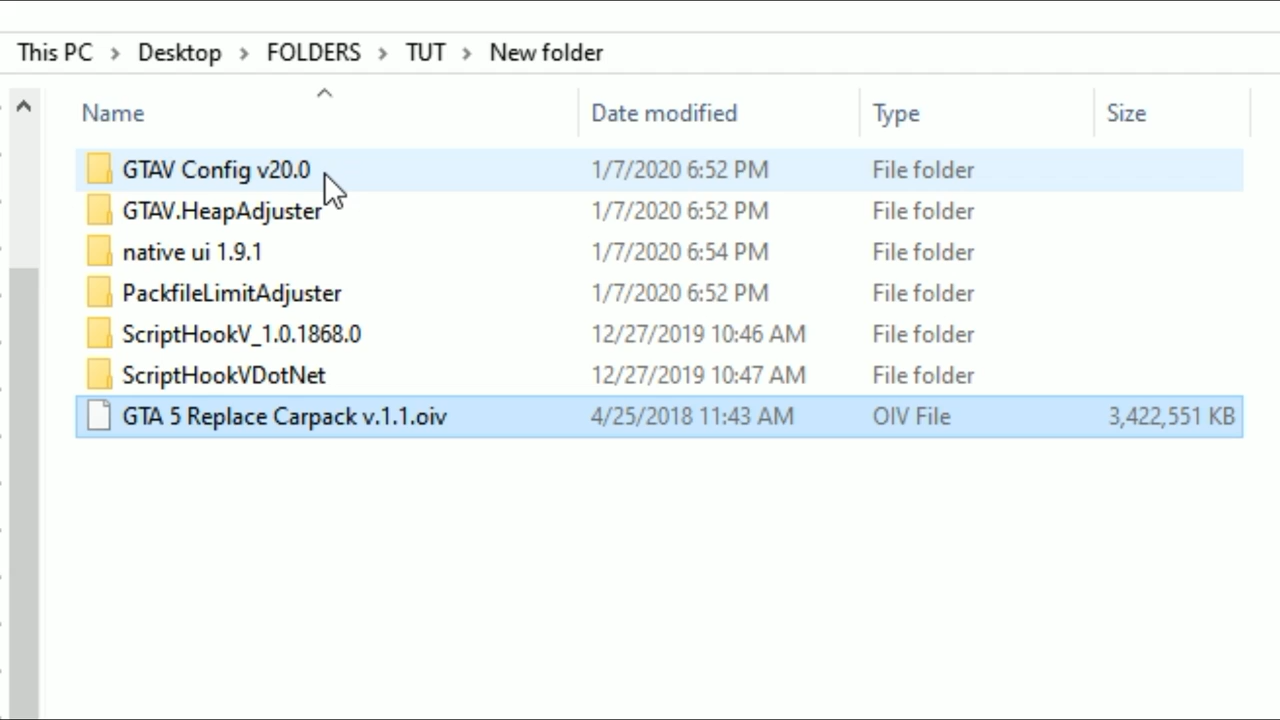 This PC > Desktop > FOLDERS > TUT > New folder
Name Date modified Type Size
GTAV Config v20.0 1/7/2020 6:52 PM File folder
GTAV.HeapAdjuster 1/7/2020 6:52 PM File folder
native ui 1.9.1 1/7/2020 6:54 PM File folder
PackfileLimitAdjuster 1/7/2020 6:52 PM File folder
ScriptHookV_1.0.1868.0 12/27/2019 10:46 AM File folder
ScriptHookVDotNet 12/27/2019 10:47 AM File folder
GTA 5 Replace Carpack v.1.1.oiv 4/25/2018 11:43 AM OIV File 3,422,551 KB